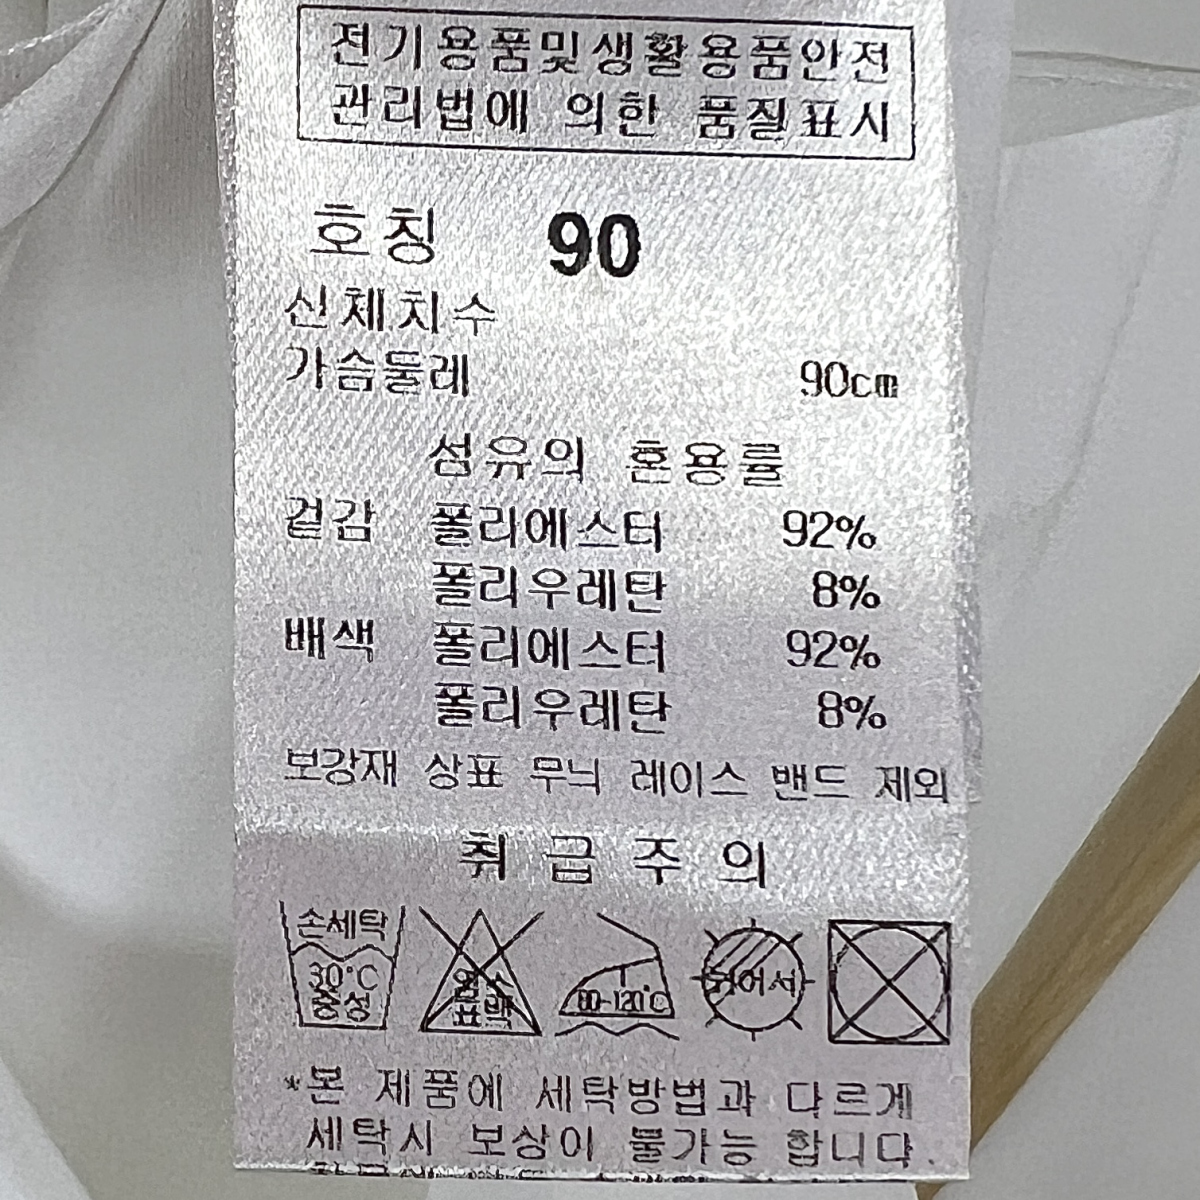 전기용품및생활용품안전
관리법에 의한 품질표시
호칭 90
신체치수
가슴둘레 90cm
섬유의 혼용률
겉감 폴리에스터 92%
폴리우레탄 8%
배색 폴리에스터 92%
폴리우레탄 8%
보강재 상표 무늬 레이스 밴드 제외
취급주의
손세탁
30°C
중성
염소
표백
80-120°C
뉘어서
*본 제품에 세탁방법과 다르게
세탁시 보상이 불가능 합니다.